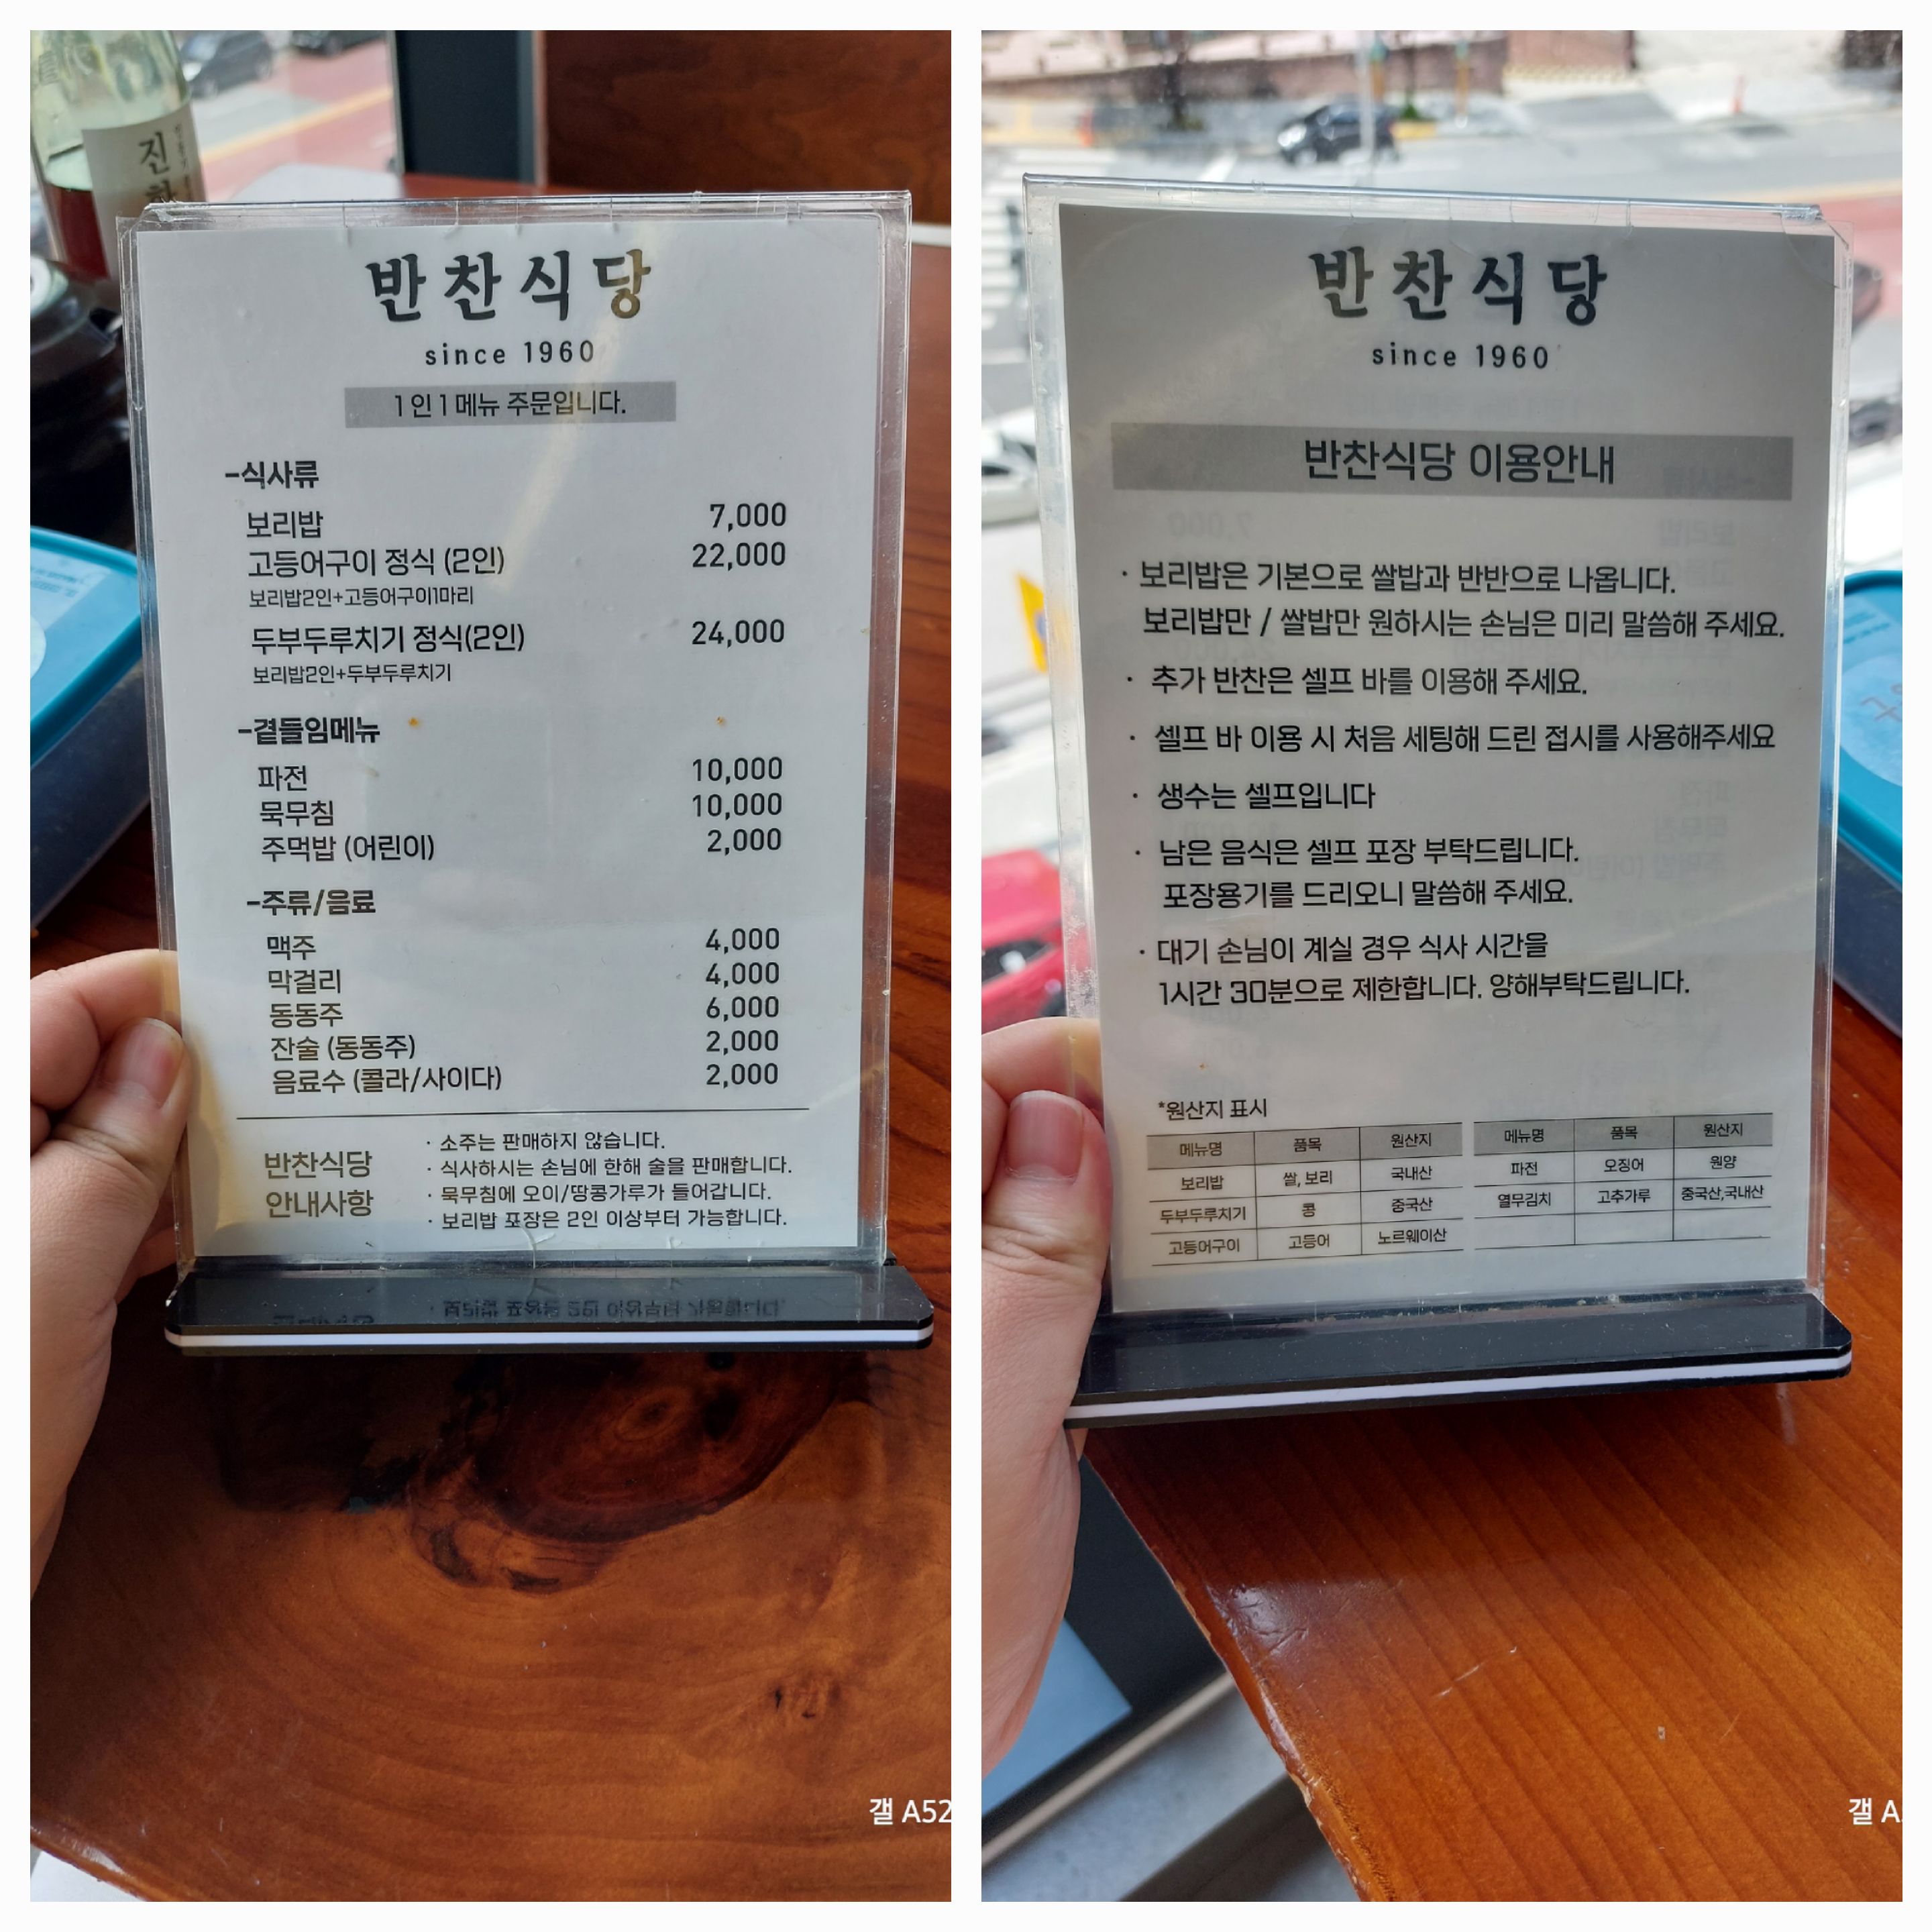 진
반찬식당
since 1960
1인 1메뉴 주문입니다.
-식사류
보리밥 7,000
고등어구이 정식 (2인) 22,000
보리밥2인+고등어구이1마리
두부두루치기 정식(2인) 24,000
보리밥2인+두부두루치기
-곁들임메뉴
파전 10,000
묵무침 10,000
주먹밥 (어린이) 2,000
-주류/음료
맥주 4,000
막걸리 4,000
동동주 6,000
잔술 (동동주) 2,000
음료수 (콜라/사이다) 2,000
반찬식당
안내사항
· 소주는 판매하지 않습니다.
· 식사하시는 손님에 한해 술을 판매합니다.
· 묵무침에 오이/땅콩가루가 들어갑니다.
· 보리밥 포장은 2인 이상부터 가능합니다.
갤 A52
반찬식당
since 1960
반찬식당 이용안내
· 보리밥은 기본으로 쌀밥과 반반으로 나옵니다.
보리밥만 / 쌀밥만 원하시는 손님은 미리 말씀해 주세요.
· 추가 반찬은 셀프 바를 이용해 주세요.
· 셀프 바 이용 시 처음 세팅해 드린 접시를 사용해주세요
· 생수는 셀프입니다
· 남은 음식은 셀프 포장 부탁드립니다.
포장용기를 드리오니 말씀해 주세요.
· 대기 손님이 계실 경우 식사 시간을
1시간 30분으로 제한합니다. 양해부탁드립니다.
*원산지 표시
메뉴명 품목 원산지 메뉴명 품목 원산지
보리밥 쌀, 보리 국내산 파전 오징어 원양
두부두루치기 콩 중국산 열무김치 고추가루 중국산,국내산
고등어구이 고등어 노르웨이산
갤 A